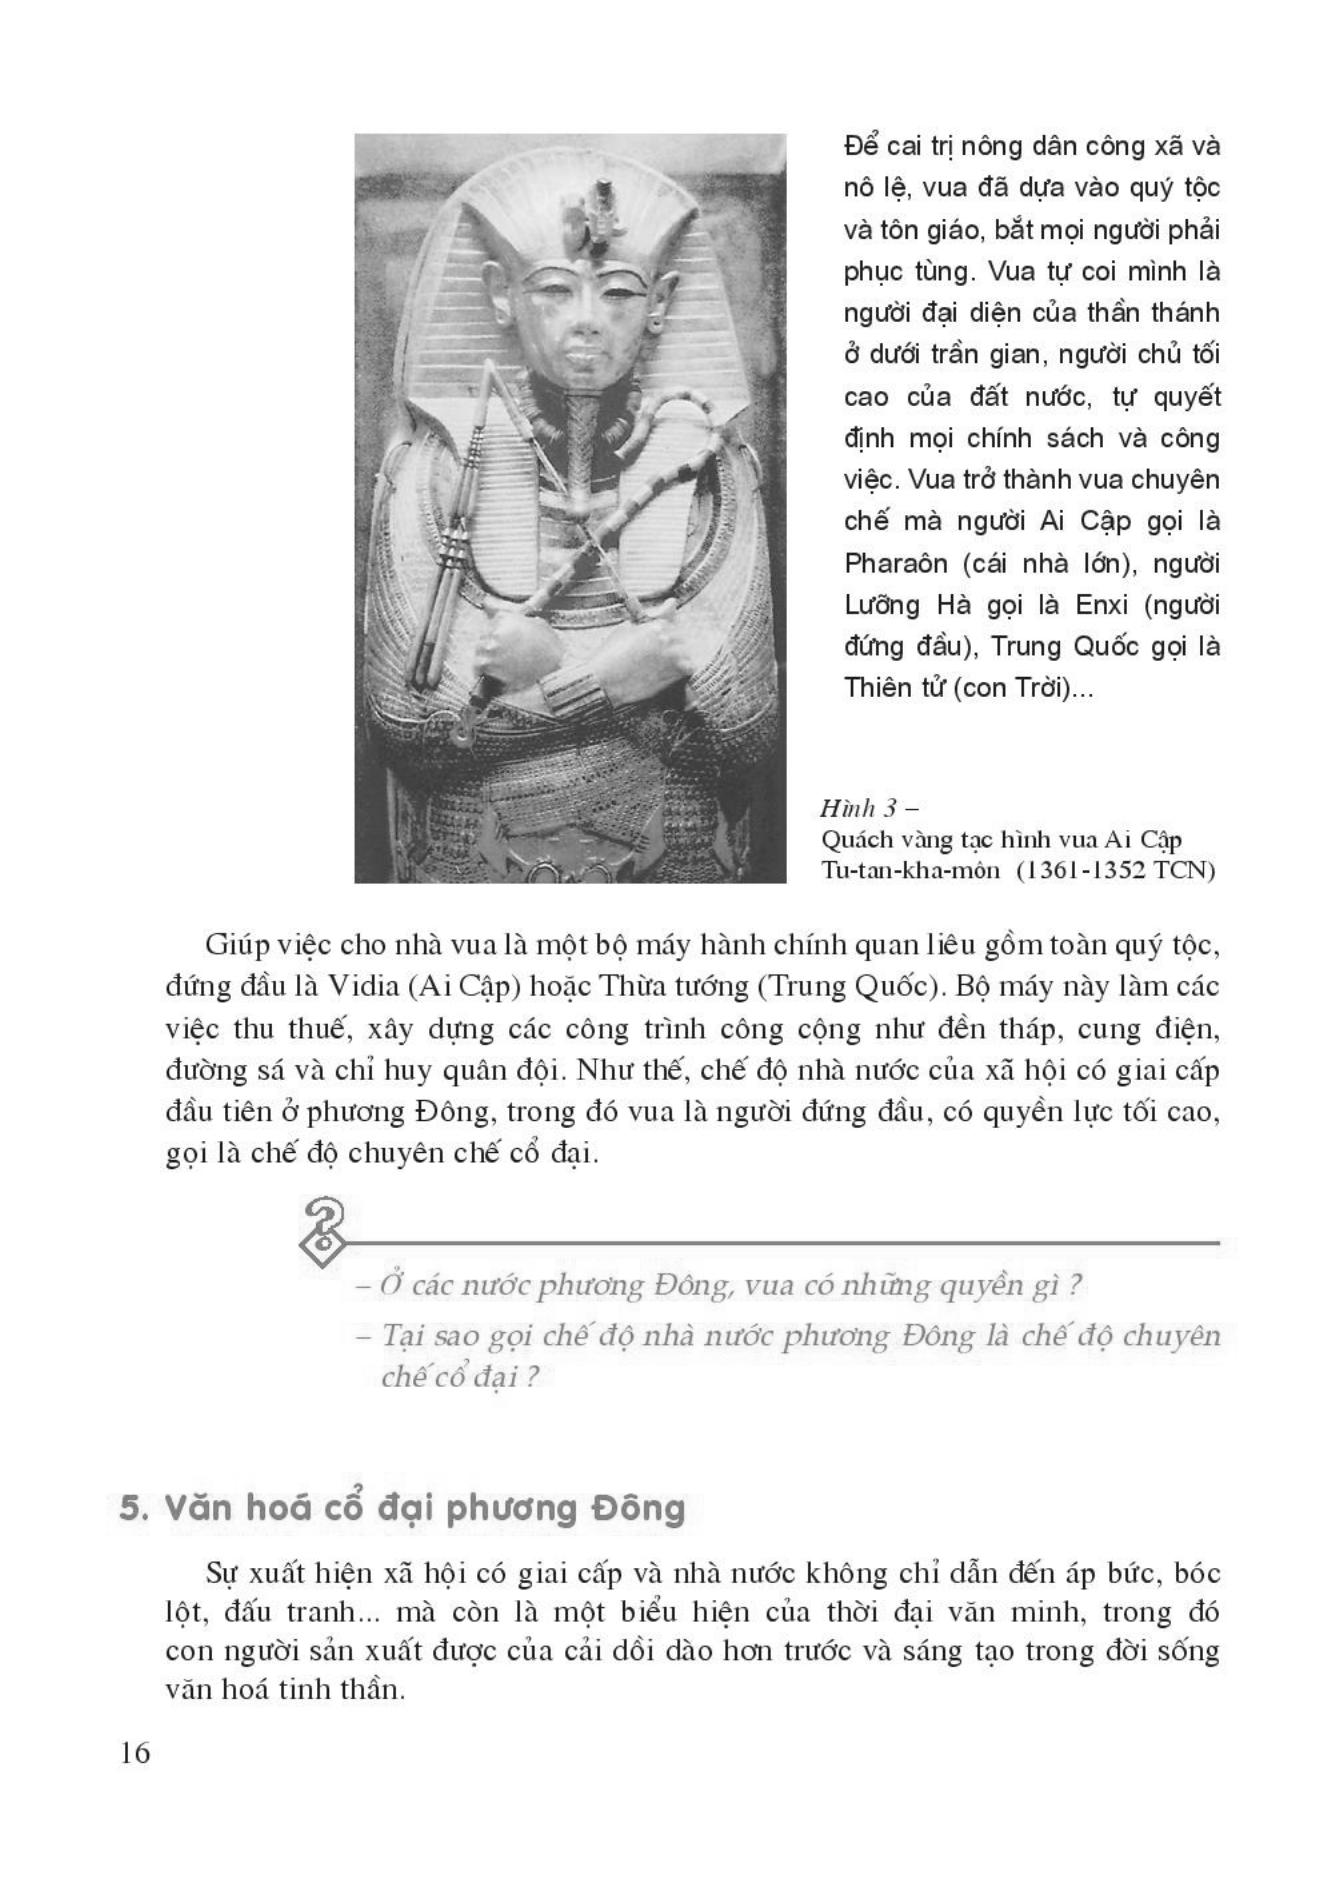 Để cai trị nông dân công xã và
nô lệ, vua đã dựa vào quý tộc
và tôn giáo, bắt mọi người phải
phục tùng. Vua tự coi mình là
người đại diện của thần thánh
ở dưới trần gian, người chủ tối
cao của đất nước, tự quyết
định mọi chính sách và công
việc. Vua trở thành vua chuyên
chế mà người Ai Cập gọi là
Pharaôn (cái nhà lớn), người
Lưỡng Hà gọi là Enxi (người
đứng đầu), Trung Quốc gọi là
Thiên tử (con Trời)...
Hình 3 –
Quách vàng tạc hình vua Ai Cập
Tu-tan-kha-môn (1361-1352 TCN)
Giúp việc cho nhà vua là một bộ máy hành chính quan liêu gồm toàn quý tộc,
đứng đầu là Vidia (Ai Cập) hoặc Thừa tướng (Trung Quốc). Bộ máy này làm các
việc thu thuế, xây dựng các công trình công cộng như đền tháp, cung điện,
đường sá và chỉ huy quân đội. Như thế, chế độ nhà nước của xã hội có giai cấp
đầu tiên ở phương Đông, trong đó vua là người đứng đầu, có quyền lực tối cao,
gọi là chế độ chuyên chế cổ đại.
?
– Ở các nước phương Đông, vua có những quyền gì ?
– Tại sao gọi chế độ nhà nước phương Đông là chế độ chuyên
chế cổ đại ?
5. Văn hoá cổ đại phương Đông
Sự xuất hiện xã hội có giai cấp và nhà nước không chỉ dẫn đến áp bức, bóc
lột, đấu tranh... mà còn là một biểu hiện của thời đại văn minh, trong đó
con người sản xuất được của cải dồi dào hơn trước và sáng tạo trong đời sống
văn hoá tinh thần.
16